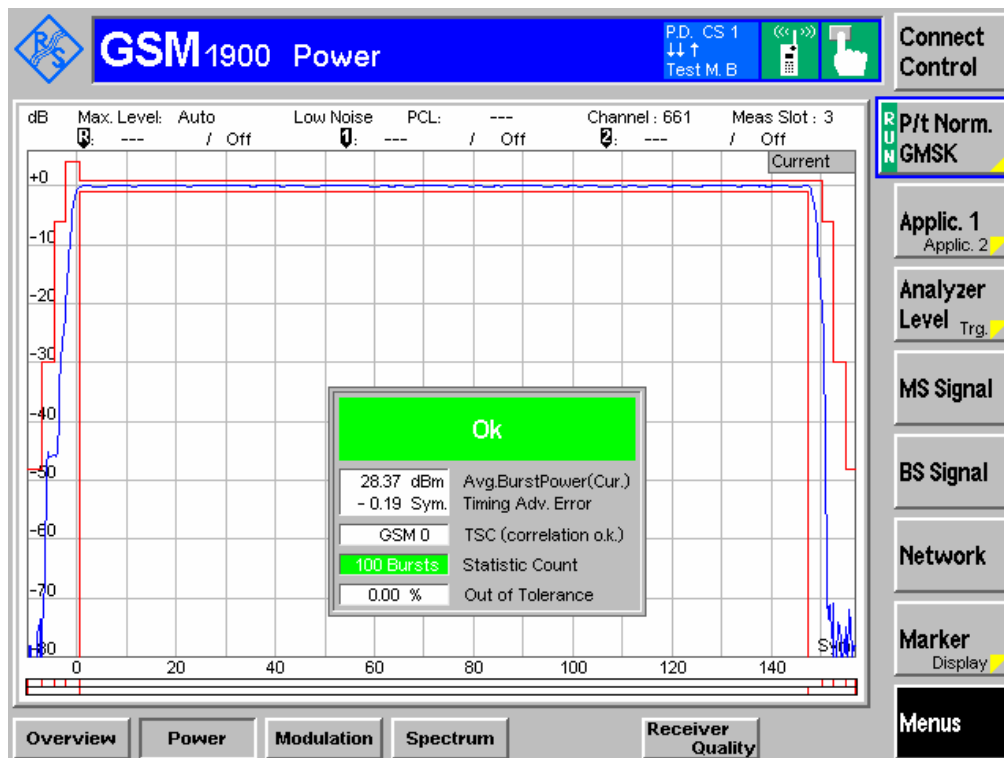 R S
GSM 1900 Power
P.D. CS 1
Test M. B
Connect Control
dB Max. Level: Auto Low Noise PCL: --- Channel : 661 Meas Slot : 3
R: --- / Off 1: --- / Off 2: --- / Off
Current
RUN
P/t Norm. GMSK
Applic. 1
Applic. 2
Analyzer Level Trg.
MS Signal
BS Signal
Network
Marker
Display
Menus
+0
-10
-20
-30
-40
-50
-60
-70
-80
Ok
28.37 dBm Avg.BurstPower(Cur.)
- 0.19 Sym. Timing Adv. Error
GSM 0 TSC (correlation o.k.)
100 Bursts Statistic Count
0.00 % Out of Tolerance
0 20 40 60 80 100 120 140
Overview Power Modulation Spectrum Receiver Quality